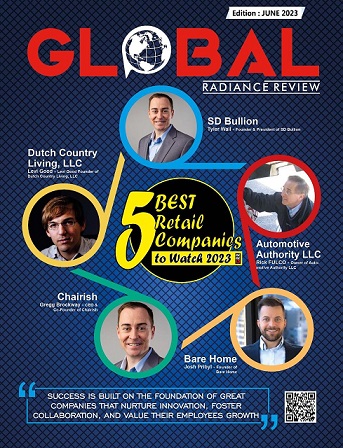 Edition : JUNE 2023
GLOBAL
RADIANCE REVIEW
SD Bullion
Tyler Wall - Founder & President of SD Bullion
Dutch Country
Living, LLC
Levi Good - Levi Good Founder of
Dutch Country Living, LLC
5 BEST
Retail
Companies
to Watch 2023
Automotive
Authority LLC
Rick FULCO - Owner of Auto-
motive Authority LLC
Chairish
Gregg Brockway - ceo &
Co-Founder of Chairish
Bare Home
Josh Pribyl - Founder of
Bare Home
“ SUCCESS IS BUILT ON THE FOUNDATION OF GREAT
COMPANIES THAT NURTURE INNOVATION, FOSTER
COLLABORATION, AND VALUE THEIR EMPLOYEES GROWTH ”